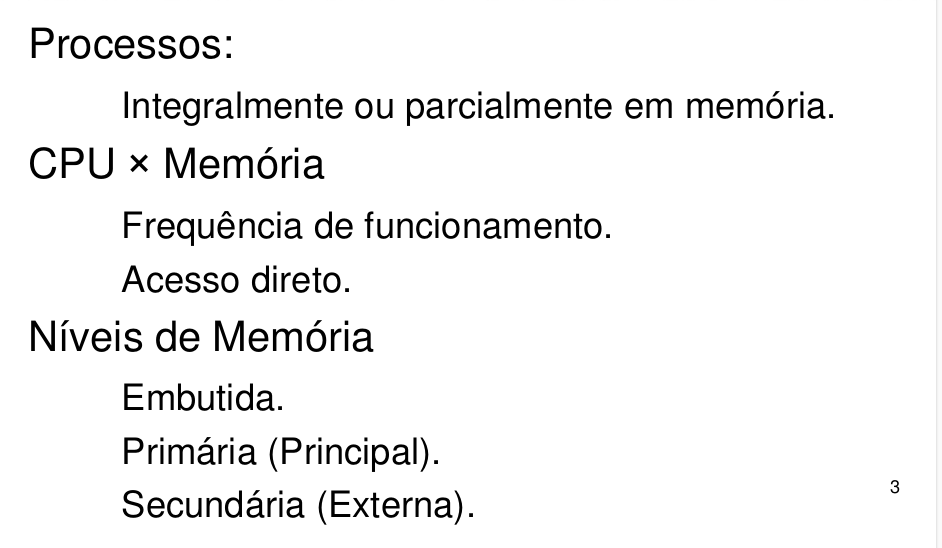 Processos:
Integralmente ou parcialmente em memória.
CPU × Memória
Frequência de funcionamento.
Acesso direto.
Níveis de Memória
Embutida.
Primária (Principal).
Secundária (Externa).
3